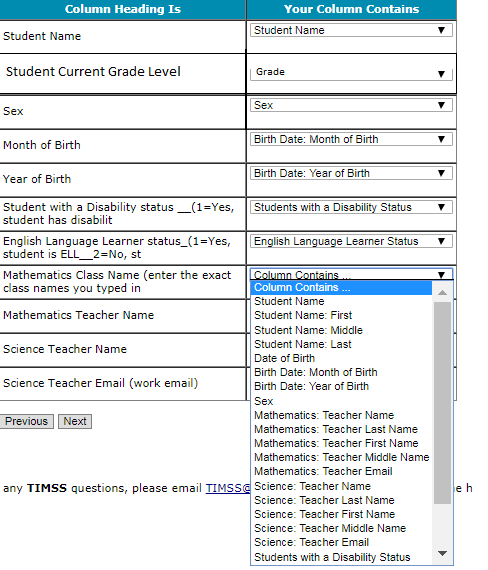 Column Heading Is Your Column Contains
Student Name Student Name
Student Current Grade Level Grade
Sex Sex
Month of Birth Birth Date: Month of Birth
Year of Birth Birth Date: Year of Birth
Student with a Disability status __(1=Yes, Students with a Disability Status
student has disabilit
English Language Learner status_(1=Yes, English Language Learner Status
student is ELL__2=No, st
Mathematics Class Name (enter the exact Column Contains ...
class names you typed in Column Contains ...
Student Name
Mathematics Teacher Name Student Name: First
Student Name: Middle
Science Teacher Name Student Name: Last
Date of Birth
Birth Date: Month of Birth
Science Teacher Email (work email) Birth Date: Year of Birth
Sex
Previous Next Mathematics: Teacher Name
Mathematics: Teacher Last Name
Mathematics: Teacher First Name
Mathematics: Teacher Middle Name
Mathematics: Teacher Email
any TIMSS questions, please email TIMSS@ Science: Teacher Name
Science: Teacher Last Name
Science: Teacher First Name
Science: Teacher Middle Name
Science: Teacher Email
Students with a Disability Status